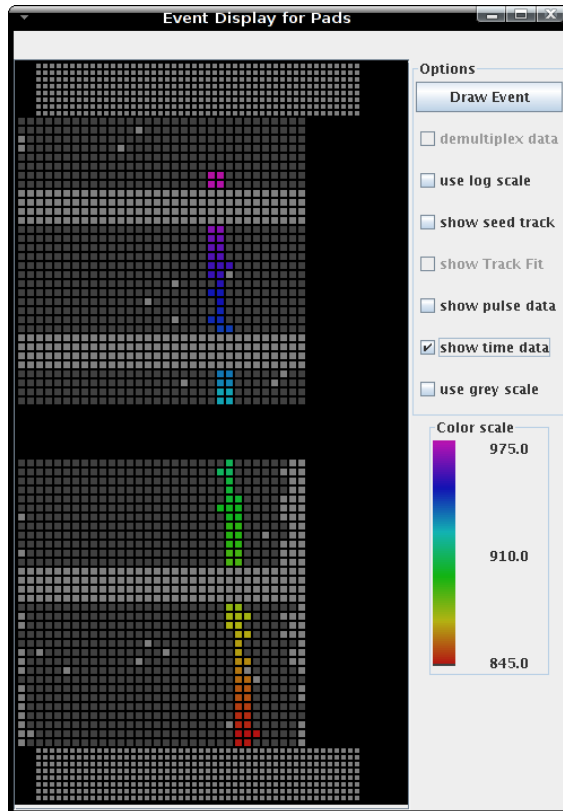 Event Display for Pads
Options
Draw Event
demultiplex data
use log scale
show seed track
show Track Fit
show pulse data
show time data
use grey scale
Color scale
975.0
910.0
845.0